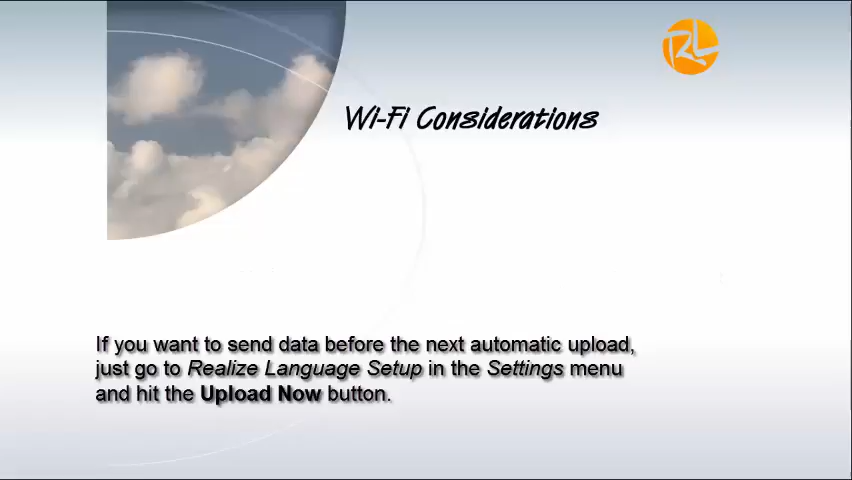 RL
Wi-Fi Considerations
If you want to send data before the next automatic upload,
just go to Realize Language Setup in the Settings menu
and hit the Upload Now button.